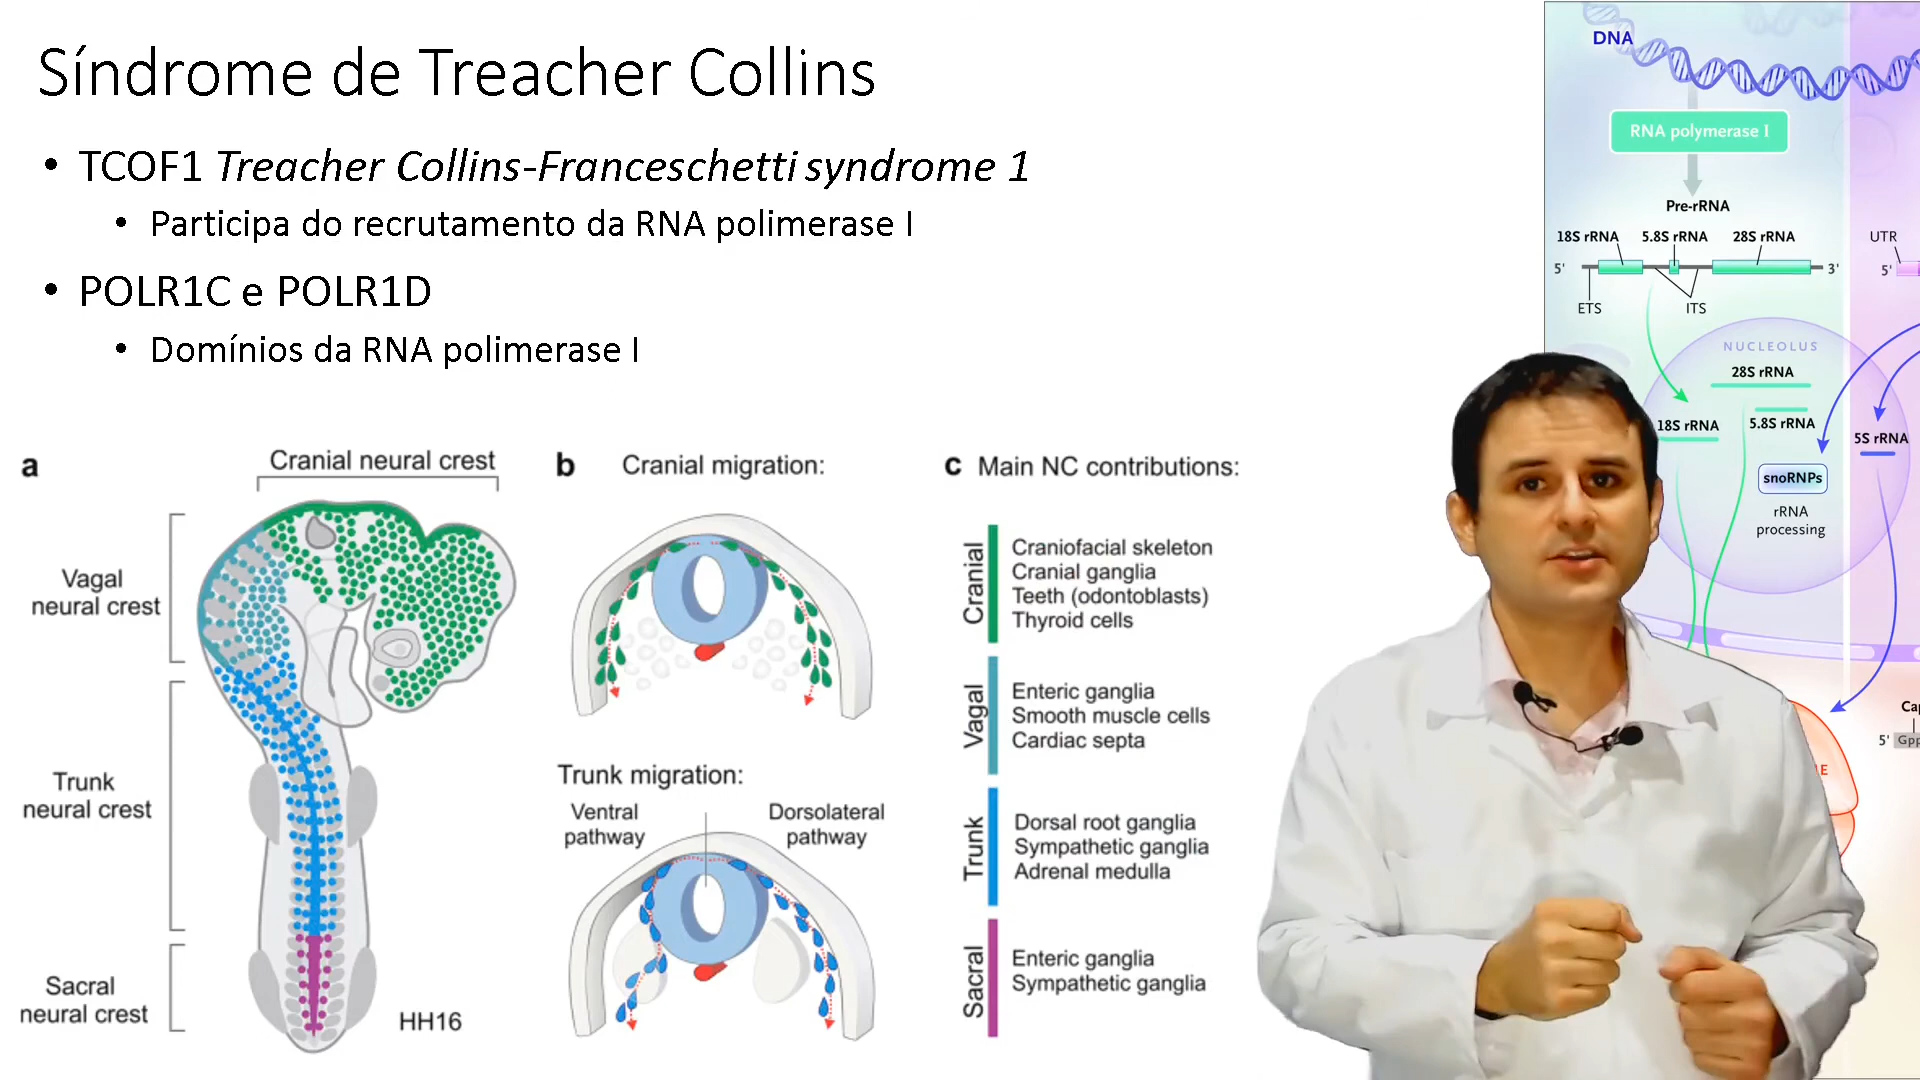 Síndrome de Treacher Collins
• TCOF1 Treacher Collins-Franceschetti syndrome 1
• Participa do recrutamento da RNA polimerase I
• POLR1C e POLR1D
• Domínios da RNA polimerase I
a
Cranial neural crest
Vagal
neural crest
Trunk
neural crest
Sacral
neural crest
HH16
b
Cranial migration:
Trunk migration:
Ventral
pathway
Dorsolateral
pathway
c Main NC contributions:
Cranial
Craniofacial skeleton
Cranial ganglia
Teeth (odontoblasts)
Thyroid cells
Vagal
Enteric ganglia
Smooth muscle cells
Cardiac septa
Trunk
Dorsal root ganglia
Sympathetic ganglia
Adrenal medulla
Sacral
Enteric ganglia
Sympathetic ganglia
DNA
RNA polymerase I
Pre-rRNA
18S rRNA 5.8S rRNA 28S rRNA
5' 3'
ETS ITS
UTR
5'
NUCLEOLUS
28S rRNA
18S rRNA 5.8S rRNA
5S rRNA
snoRNPs
rRNA
processing
5'